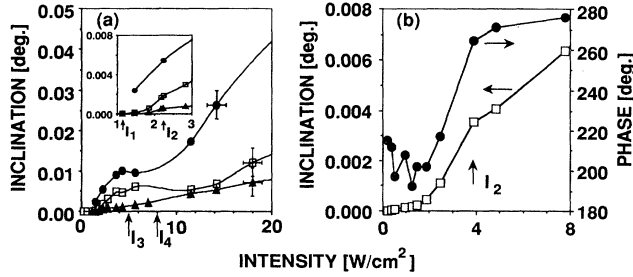 (a)
(b)
INCLINATION [deg.]
0.05
0.04
0.03
0.02
0.01
0.00
0.008
0.004
0.000
1
2
3
I1
I2
I3
I4
0
10
20
INCLINATION [deg.]
0.008
0.006
0.004
0.002
0.000
I2
0
4
8
280
260
240
220
200
180
PHASE [deg.]
INTENSITY [W/cm2]